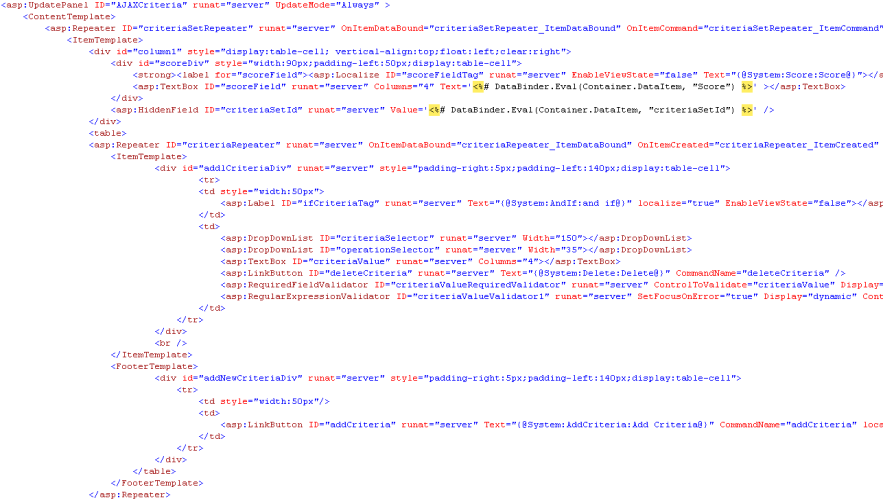 <asp:UpdatePanel ID="AJAXCriteria" runat="server" UpdateMode="Always" >
<ContentTemplate>
<asp:Repeater ID="criteriaSetRepeater" runat="server" OnItemDataBound="criteriaSetRepeater_ItemDataBound" OnItemCommand="criteriaSetRepeater_ItemCommand"
<ItemTemplate>
<div id="column1" style="display:table-cell; vertical-align:top;float:left;clear:right">
<div id="scoreDiv" style="width:90px;padding-left:50px;display:table-cell">
<strong><label for="scoreField"><asp:Localize ID="scoreFieldTag" runat="server" EnableViewState="false" Text="(@System:Score:Score@)"></a
<asp:TextBox ID="scoreField" runat="server" Columns="4" Text='<%# DataBinder.Eval(Container.DataItem, "Score") %>' ></asp:TextBox>
</div>
<asp:HiddenField ID="criteriaSetId" runat="server" Value='<%# DataBinder.Eval(Container.DataItem, "criteriaSetId") %>' />
</div>
<table>
<asp:Repeater ID="criteriaRepeater" runat="server" OnItemDataBound="criteriaRepeater_ItemDataBound" OnItemCreated="criteriaRepeater_ItemCreated"
<ItemTemplate>
<div id="addlCriteriaDiv" runat="server" style="padding-right:5px;padding-left:140px;display:table-cell">
<tr>
<td style="width:50px">
<asp:Label ID="ifCriteriaTag" runat="server" Text="(@System:AndIf:and if@)" localize="true" EnableViewState="false"></asp
</td>
<td>
<asp:DropDownList ID="criteriaSelector" runat="server" Width="150"></asp:DropDownList>
<asp:DropDownList ID="operationSelector" runat="server" Width="35"></asp:DropDownList>
<asp:TextBox ID="criteriaValue" runat="server" Columns="4"></asp:TextBox>
<asp:LinkButton ID="deleteCriteria" runat="server" Text="(@System:Delete:Delete@)" CommandName="deleteCriteria" />
<asp:RequiredFieldValidator ID="criteriaValueRequiredValidator" runat="server" ControlToValidate="criteriaValue" Display=
<asp:RegularExpressionValidator ID="criteriaValueValidator1" runat="server" SetFocusOnError="true" Display="dynamic" Cont
</td>
</tr>
</div>
<br />
</ItemTemplate>
<FooterTemplate>
<div id="addNewCriteriaDiv" runat="server" style="padding-right:5px;padding-left:140px;display:table-cell">
<tr>
<td style="width:50px"/>
<td>
<asp:LinkButton ID="addCriteria" runat="server" Text="(@System:AddCriteria:Add Criteria@)" CommandName="addCriteria" loc
</td>
</tr>
</div>
</table>
</FooterTemplate>
</asp:Repeater>